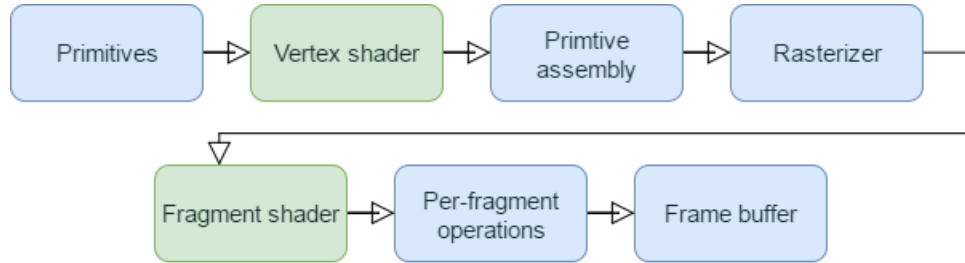 Primitives
Vertex shader
Primtive
assembly
Rasterizer
Fragment shader
Per-fragment
operations
Frame buffer